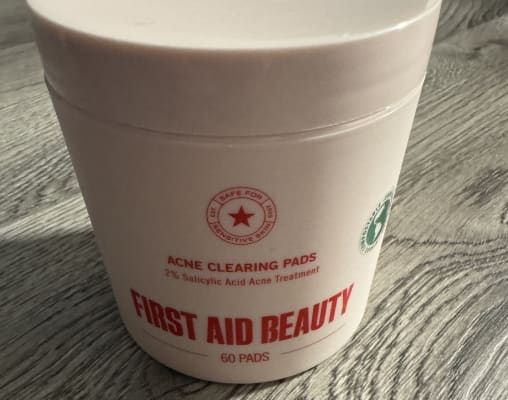 SAFE FOR
SENSITIVE SKIN
ACNE CLEARING PADS
2% Salicylic Acid Acne Treatment
FIRST AID BEAUTY
60 PADS